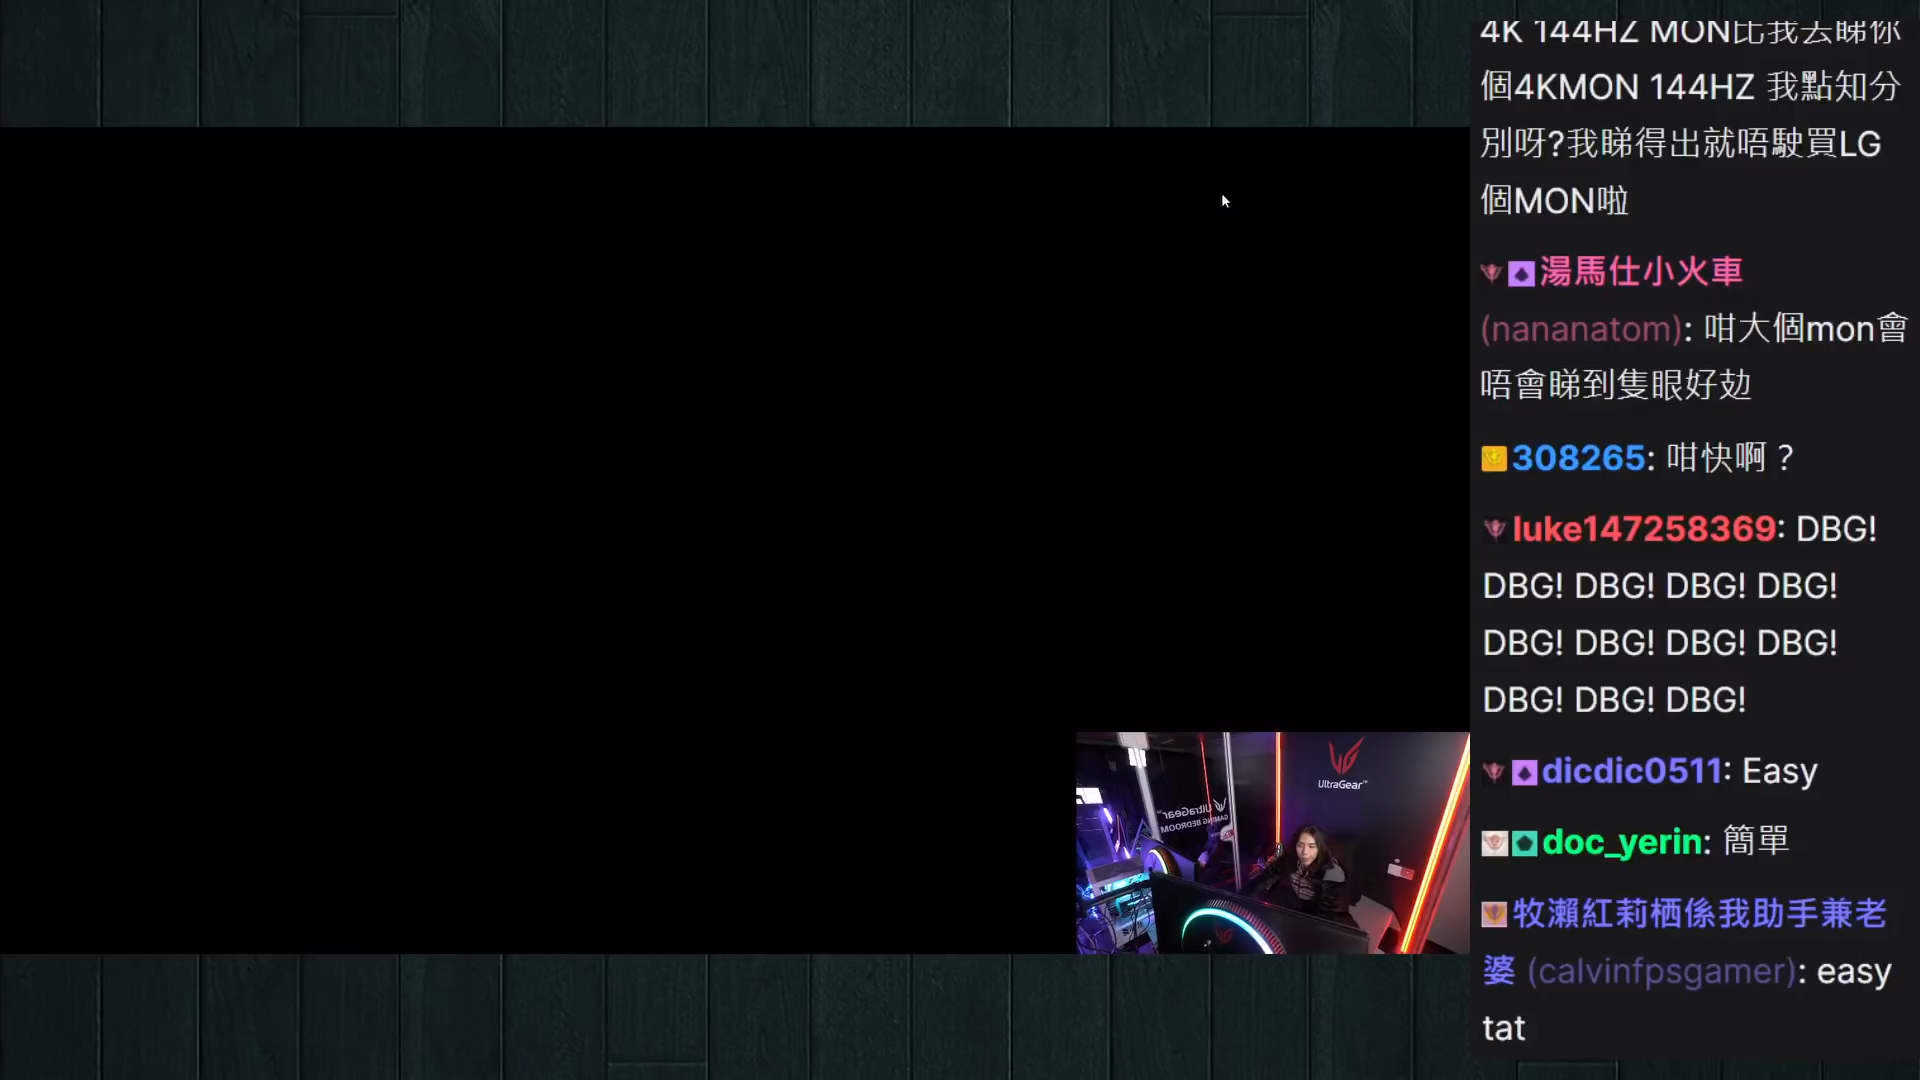 4K 144HZ MON比我去睇你
個4KMON 144HZ 我點知分
別呀?我睇得出就唔駛買LG
個MON啦
湯馬仕小火車
(nananatom): 咁大個mon會
唔會睇到隻眼好攰
308265: 咁快啊？
luke147258369: DBG!
DBG! DBG! DBG! DBG!
DBG! DBG! DBG! DBG!
DBG! DBG! DBG!
dicdic0511: Easy
doc_yerin: 簡單
牧瀨紅莉栖係我助手兼老
婆 (calvinfpsgamer): easy
tat
UltraGear™
UltraGear™
GAMING BEDROOM